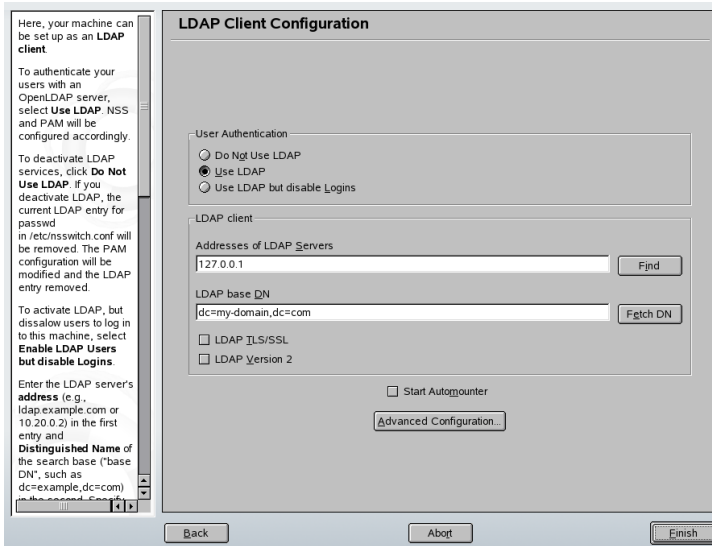 Here, your machine can
be set up as an LDAP
client.
To authenticate your
users with an
OpenLDAP server,
select Use LDAP. NSS
and PAM will be
configured accordingly.
To deactivate LDAP
services, click Do Not
Use LDAP. If you
deactivate LDAP, the
current LDAP entry for
passwd
in /etc/nsswitch.conf will
be removed. The PAM
configuration will be
modified and the LDAP
entry removed.
To activate LDAP, but
dissalow users to log in
to this machine, select
Enable LDAP Users
but disable Logins.
Enter the LDAP server's
address (e.g.,
ldap.example.com or
10.20.0.2) in the first
entry and
Distinguished Name of
the search base ("base
DN", such as
dc=example,dc=com)
in the second. Specify
LDAP Client Configuration
User Authentication
Do Not Use LDAP
Use LDAP
Use LDAP but disable Logins
LDAP client
Addresses of LDAP Servers
127.0.0.1
Find
LDAP base DN
dc=my-domain,dc=com
Fetch DN
LDAP TLS/SSL
LDAP Version 2
Start Automounter
Advanced Configuration...
Back
Abort
Finish